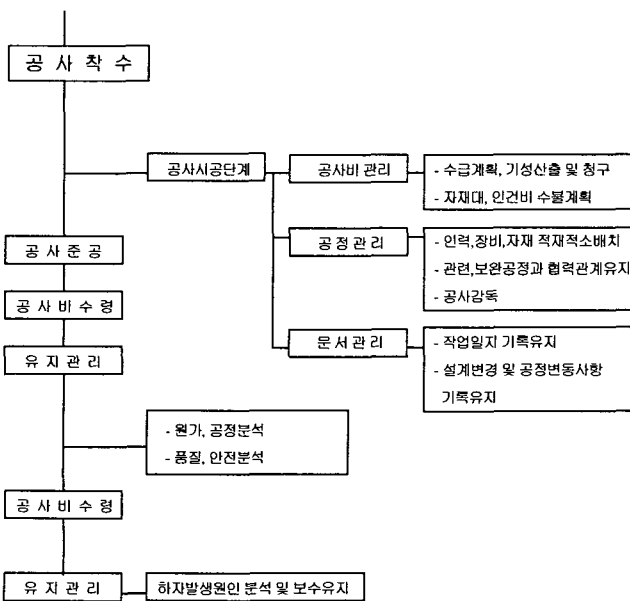 공 사 착 수
공사시공단계
공사비 관리
- 수급계획, 기성산출 및 청구
- 자재대, 인건비 수불계획
공 사 준 공
공정관리
- 인력,장비,자재 적재적소배치
- 관련,보완공정과 협력관계유지
- 공사감독
공 사 비 수 령
유 지 관 리
문서관리
- 작업일지 기록유지
- 설계변경 및 공정변동사항
기록유지
- 원가, 공정분석
- 품질, 안전분석
공 사 비 수 령
유 지 관 리
하자발생원인 분석 및 보수유지